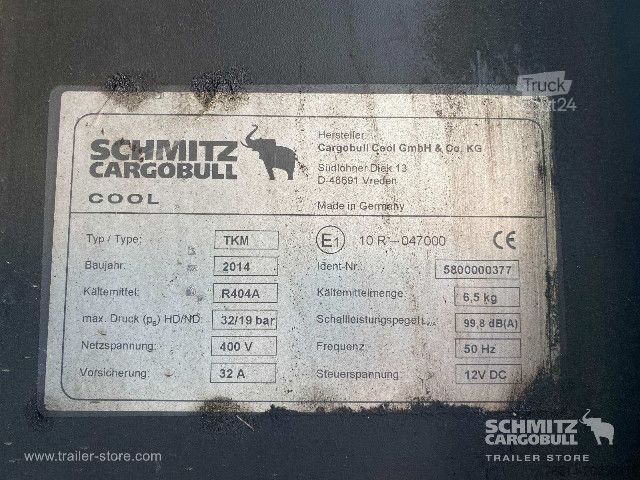 Truck
SCHMITZ
CARGOBULL
COOL
Hersteller
Cargobull Cool GmbH & Co. KG
Südlohner Diek 13
D-48691 Vreden
Made in Germany
Typ / Type: TKM E1 10 R - 047000 CE
Baujahr: 2014 Ident-Nr.: 5800000377
Kältemittel: R404A Kältemittelmenge: 6,5 kg
max. Druck (ps) HD/ND: 32/19 bar Schallleistungspegel 99,8 dB(A)
Netzspannung: 400 V Frequenz: 50 Hz
Vorsicherung: 32 A Steuerspannung: 12V DC
SCHMITZ
CARGOBULL
TRAILER STORE
www.trailer-store.com